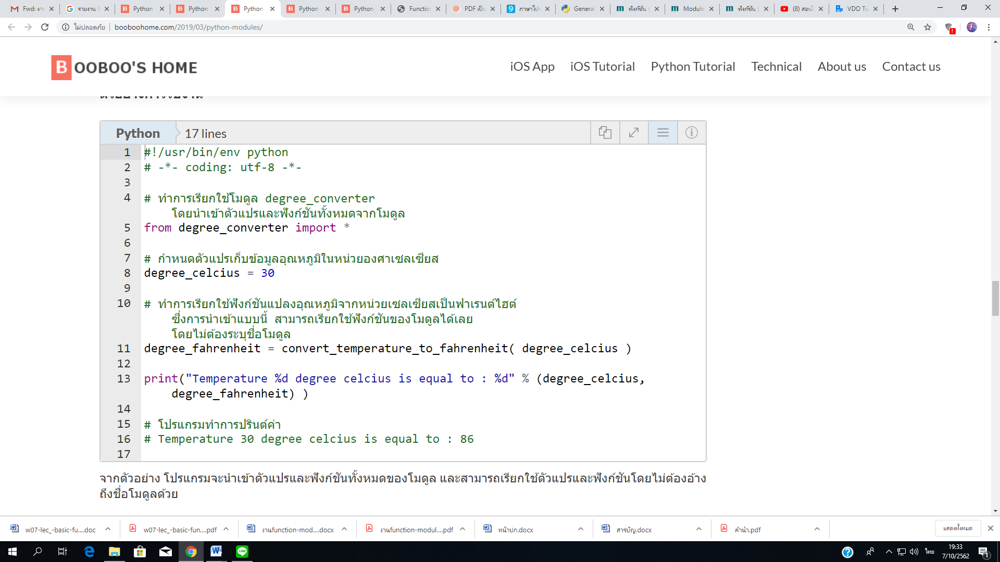 Fwd: งาน
รายงาน E
Python
Python
Python
Python
Python
Function
PDF เป็น
ภาษาโปร
General
ฟังก์ชัน (
Module
ฟังก์ชัน (
(8) สอนใ
VDO Tu
ไม่ปลอดภัย
booboohome.com/2019/03/python-modules/
BOOBOO'S HOME
iOS App
iOS Tutorial
Python Tutorial
Technical
About us
Contact us
Python
17 lines
1 #!/usr/bin/env python
2 # -*- coding: utf-8 -*-
3
4 # ทำการเรียกใช้โมดูล degree_converter
โดยนำเข้าตัวแปรและฟังก์ชันทั้งหมดจากโมดูล
5 from degree_converter import *
6
7 # กำหนดตัวแปรเก็บข้อมูลอุณหภูมิในหน่วยองศาเซลเซียส
8 degree_celcius = 30
9
10 # ทำการเรียกใช้ฟังก์ชันแปลงอุณหภูมิจากหน่วยเซลเซียสเป็นฟาเรนต์ไฮต์
ซึ่งการนำเข้าแบบนี้ สามารถเรียกใช้ฟังก์ชันของโมดูลได้เลย
โดยไม่ต้องระบุชื่อโมดูล
11 degree_fahrenheit = convert_temperature_to_fahrenheit( degree_celcius )
12
13 print("Temperature %d degree celcius is equal to : %d" % (degree_celcius,
degree_fahrenheit) )
14
15 # โปรแกรมทำการปรินต์ค่า
16 # Temperature 30 degree celcius is equal to : 86
17
จากตัวอย่าง โปรแกรมจะนำเข้าตัวแปรและฟังก์ชันทั้งหมดของโมดูล และสามารถเรียกใช้ตัวแปรและฟังก์ชันโดยไม่ต้องอ้าง
ถึงชื่อโมดูลด้วย
w07-lec_-basic-fu....doc
w07-lec_-basic-fun....pdf
งานfunction-mod....docx
งานfunction-modul....pdf
หน้าปก.docx
สารบัญ.docx
คำนำ.pdf
แสดงทั้งหมด
ไทย
19:33
7/10/2562
1